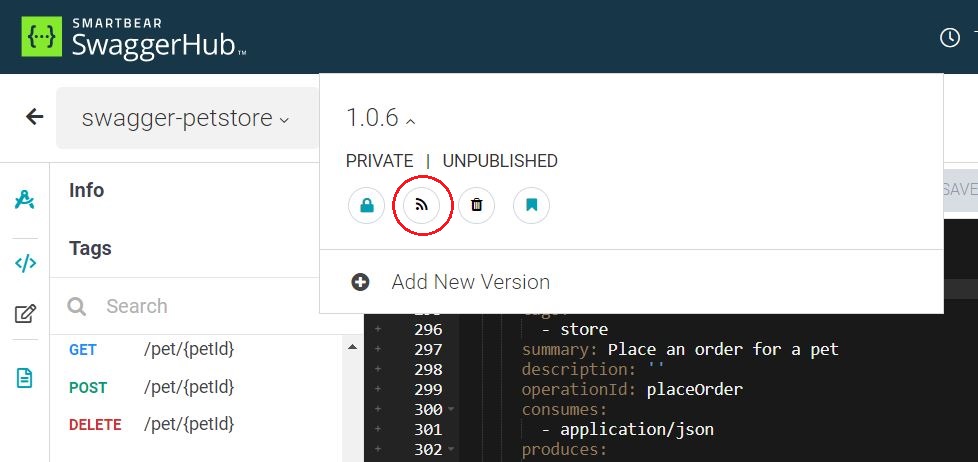 SMARTBEAR
SwaggerHub™
swagger-petstore
1.0.6
PRIVATE | UNPUBLISHED
Info
SAVE
Tags
Add New Version
Search
296 - store
GET /pet/{petId}
297 summary: Place an order for a pet
298 description: ''
POST /pet/{petId}
299 operationId: placeOrder
300 consumes:
DELETE /pet/{petId}
301 - application/json
302 produces: